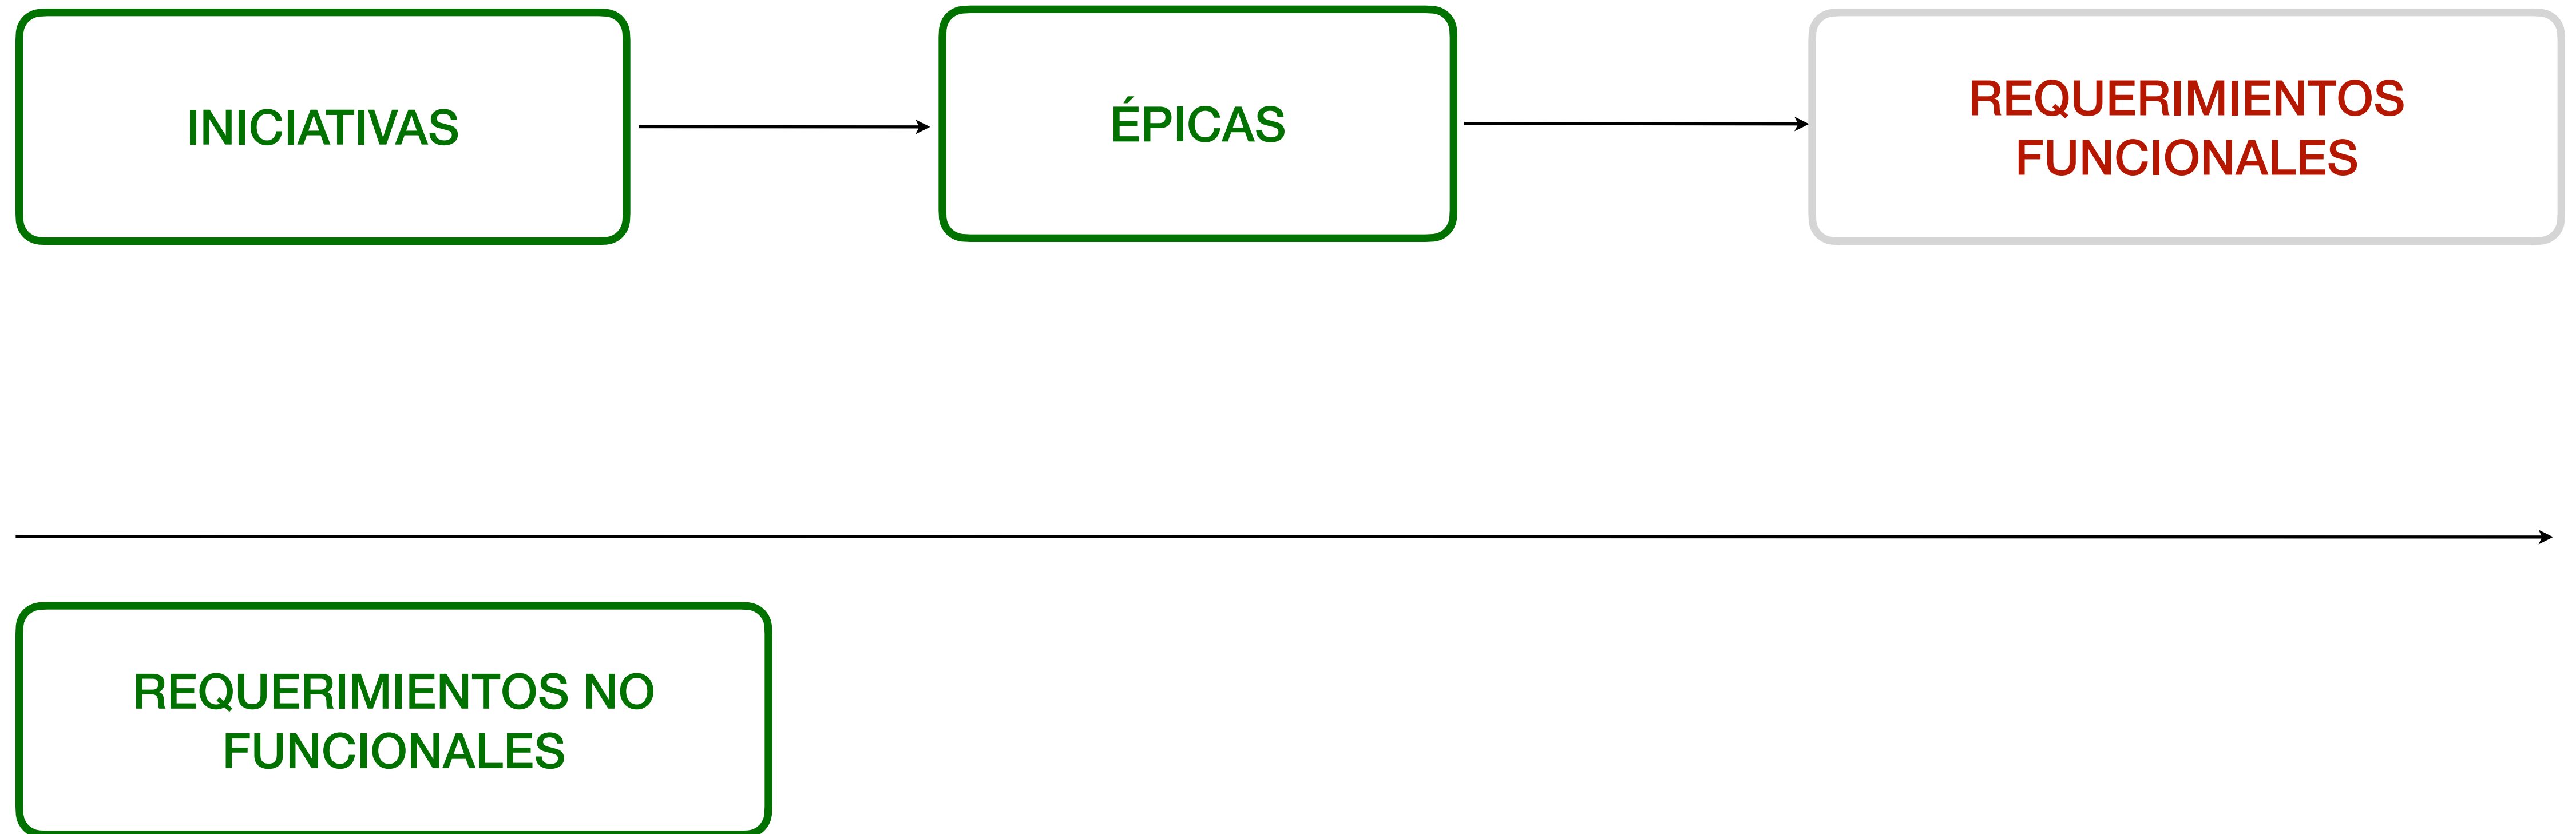 INICIATIVAS
ÉPICAS
REQUERIMIENTOS
FUNCIONALES
REQUERIMIENTOS NO
FUNCIONALES